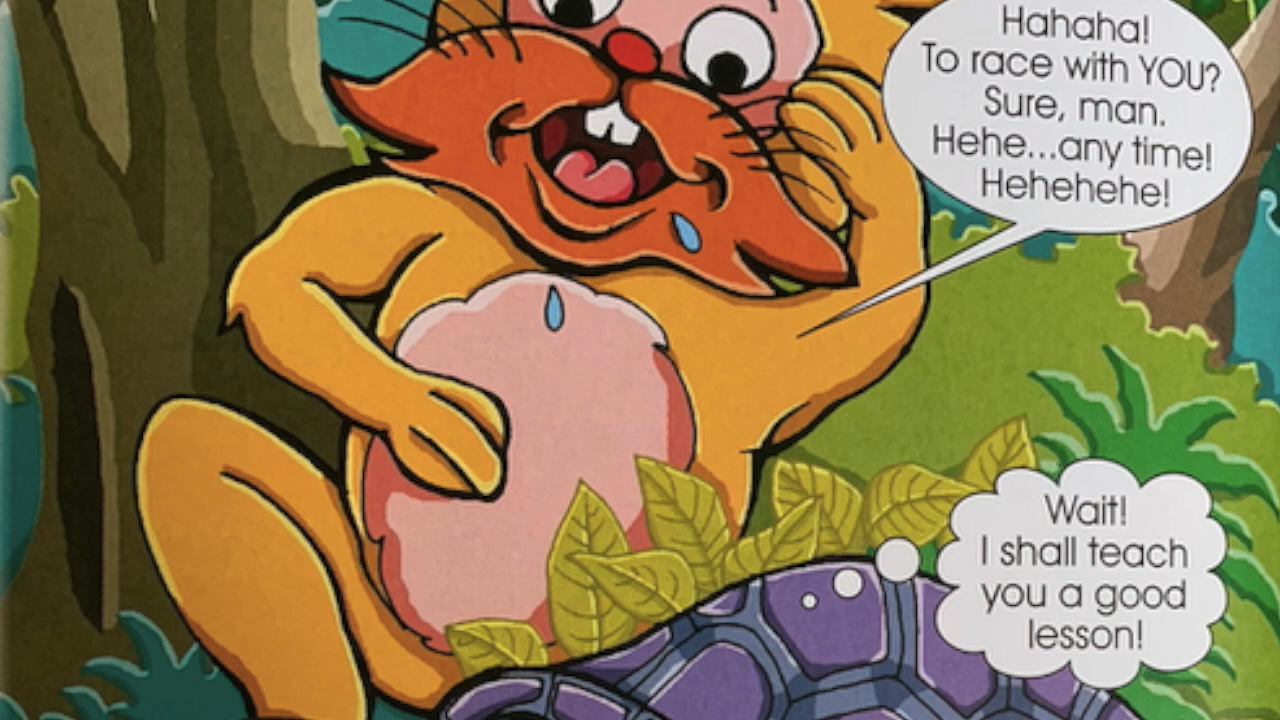 Hahaha!
To race with YOU?
Sure, man.
Hehe...any time!
Hehehehe!
Wait!
I shall teach
you a good
lesson!